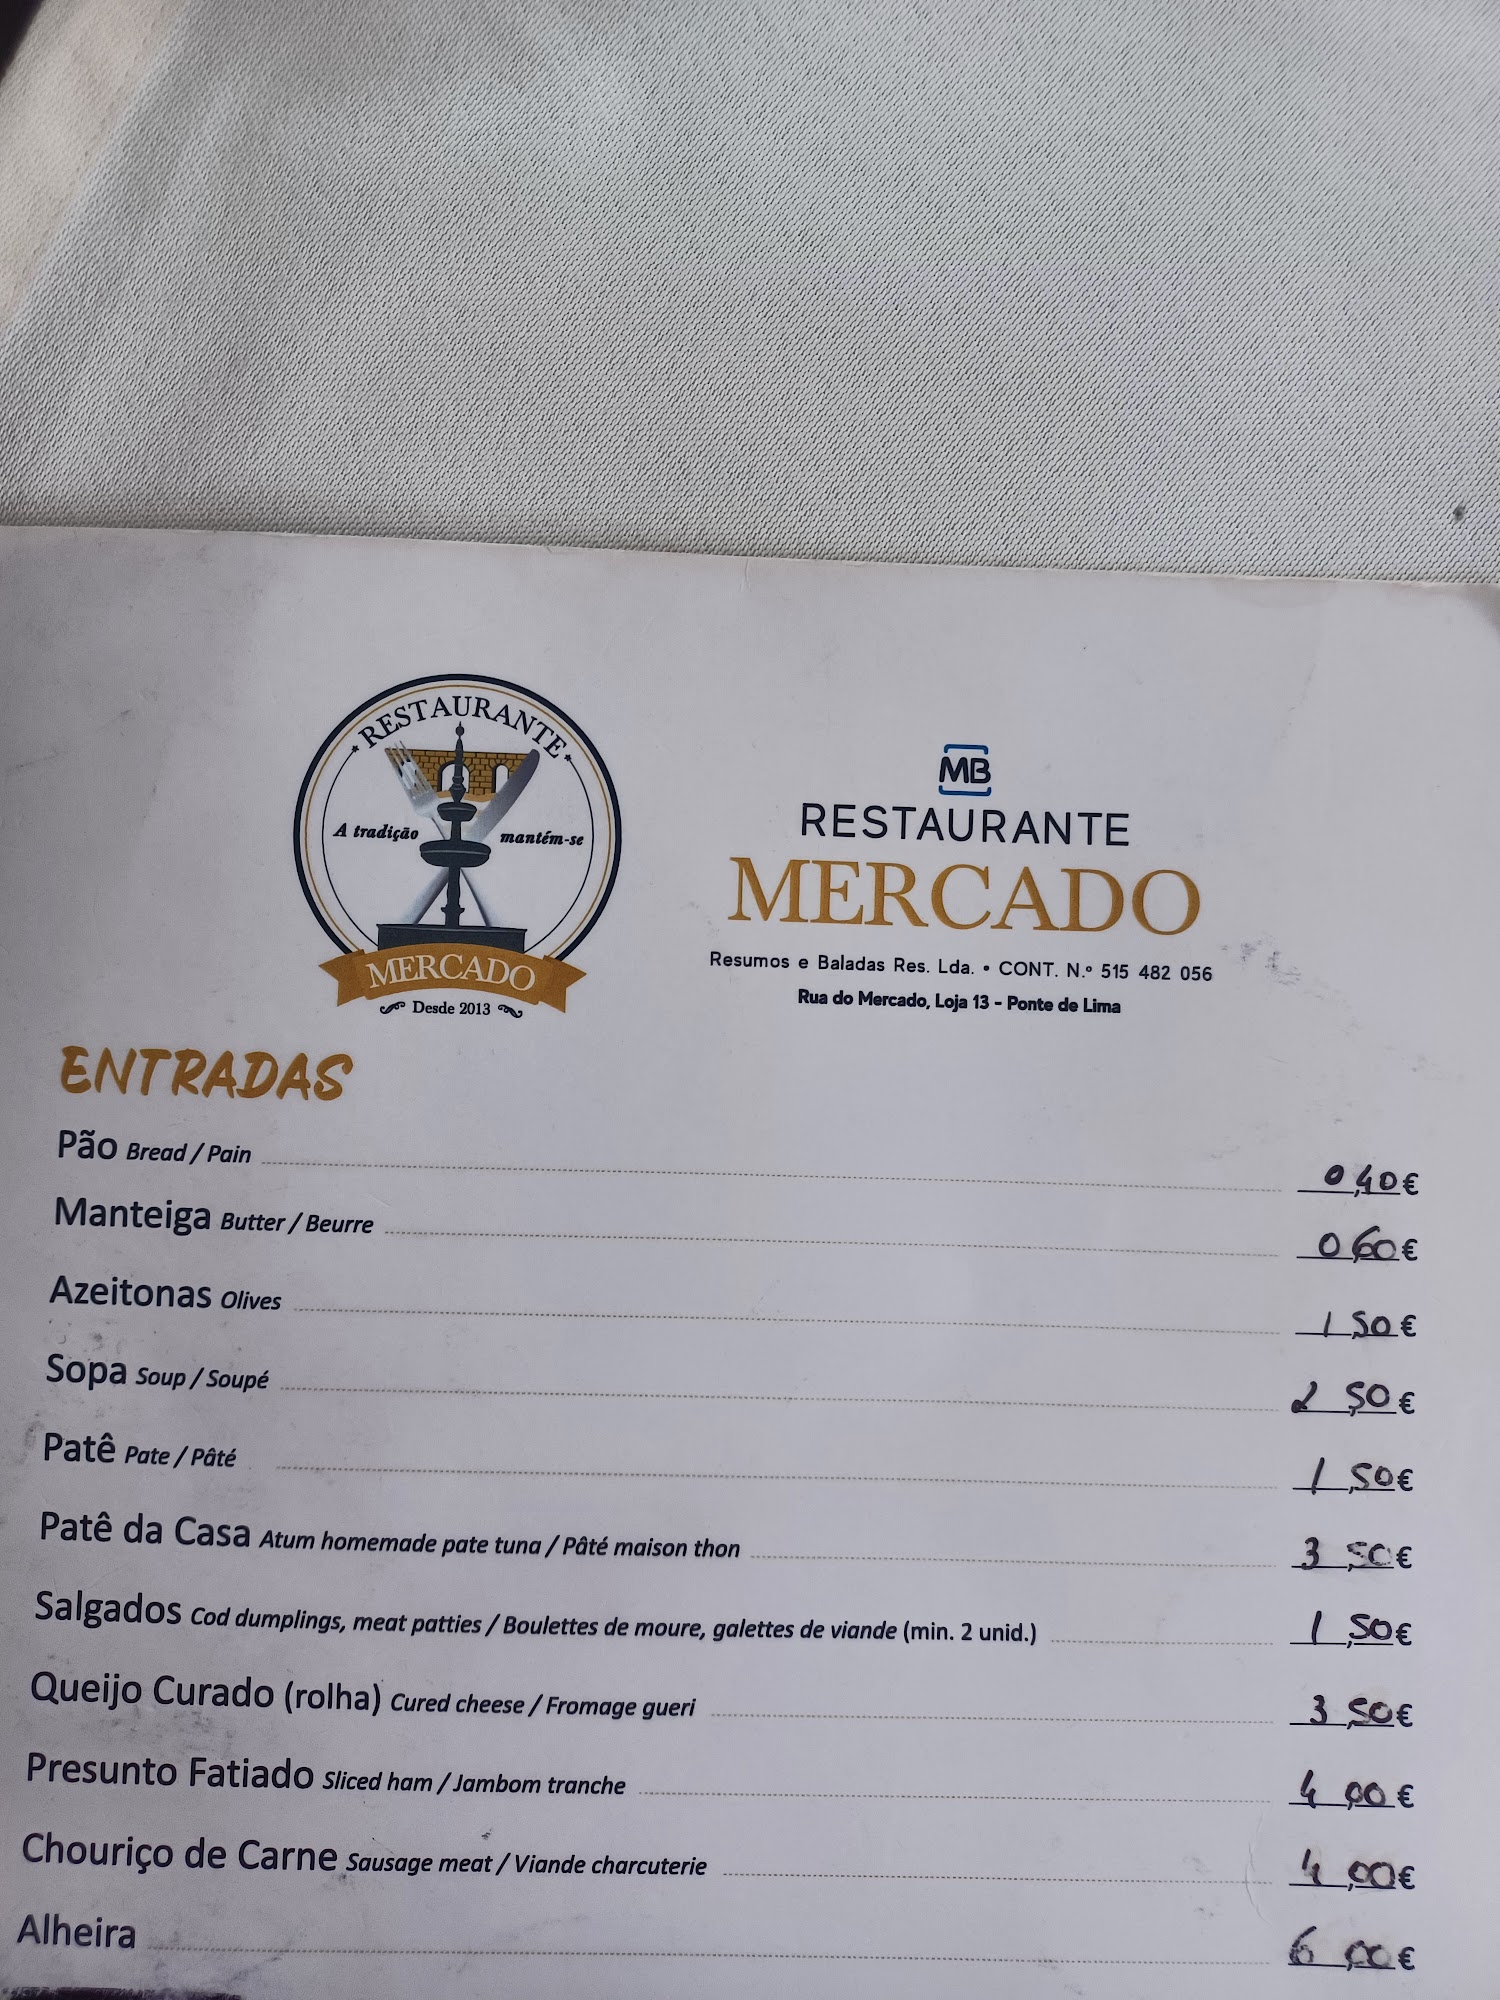 RESTAURANTE
A tradição mantém-se
MERCADO
Desde 2013
MB
RESTAURANTE
MERCADO
Resumos e Baladas Res. Lda. • CONT. N.º 515 482 056
Rua do Mercado, Loja 13 - Ponte de Lima
ENTRADAS
Pão Bread / Pain 0,40€
Manteiga Butter / Beurre 0,60€
Azeitonas Olives 1,50€
Sopa Soup / Soupé 2,50€
Patê Pate / Pâté 1,50€
Patê da Casa Atum homemade pate tuna / Pâté maison thon 3,50€
Salgados Cod dumplings, meat patties / Boulettes de moure, galettes de viande (min. 2 unid.) 1,50€
Queijo Curado (rolha) Cured cheese / Fromage gueri 3,50€
Presunto Fatiado Sliced ham / Jambom tranche 4,00€
Chouriço de Carne Sausage meat / Viande charcuterie 4,00€
Alheira 6,00€